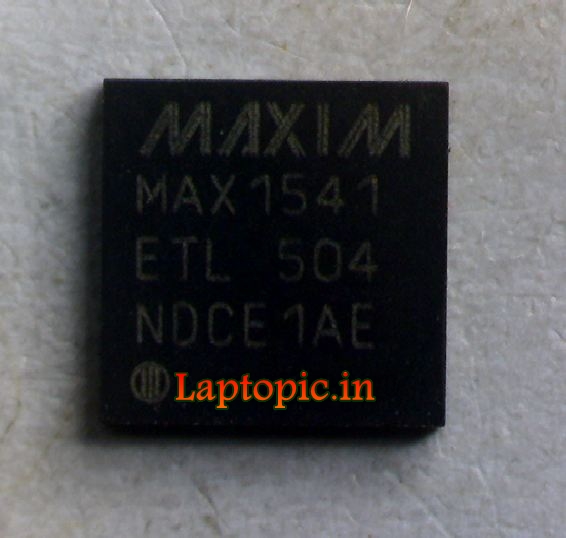 MAXIM
MAX1541
ETL 504
NDCE1AE
Laptopic.in